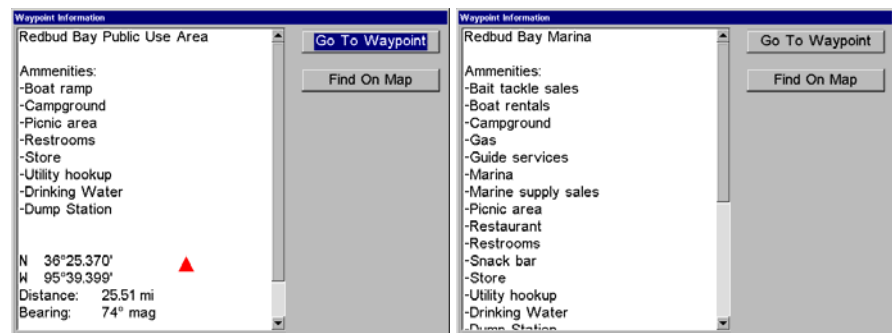 Waypoint Information
Redbud Bay Public Use Area
Go To Waypoint
Find On Map
Ammenities:
-Boat ramp
-Campground
-Picnic area
-Restrooms
-Store
-Utility hookup
-Drinking Water
-Dump Station
N 36°25.370'
W 95°39.399'
Distance: 25.51 mi
Bearing: 74° mag
Waypoint Information
Redbud Bay Marina
Go To Waypoint
Find On Map
Ammenities:
-Bait tackle sales
-Boat rentals
-Campground
-Gas
-Guide services
-Marina
-Marine supply sales
-Picnic area
-Restaurant
-Restrooms
-Snack bar
-Store
-Utility hookup
-Drinking Water
-Dump Station